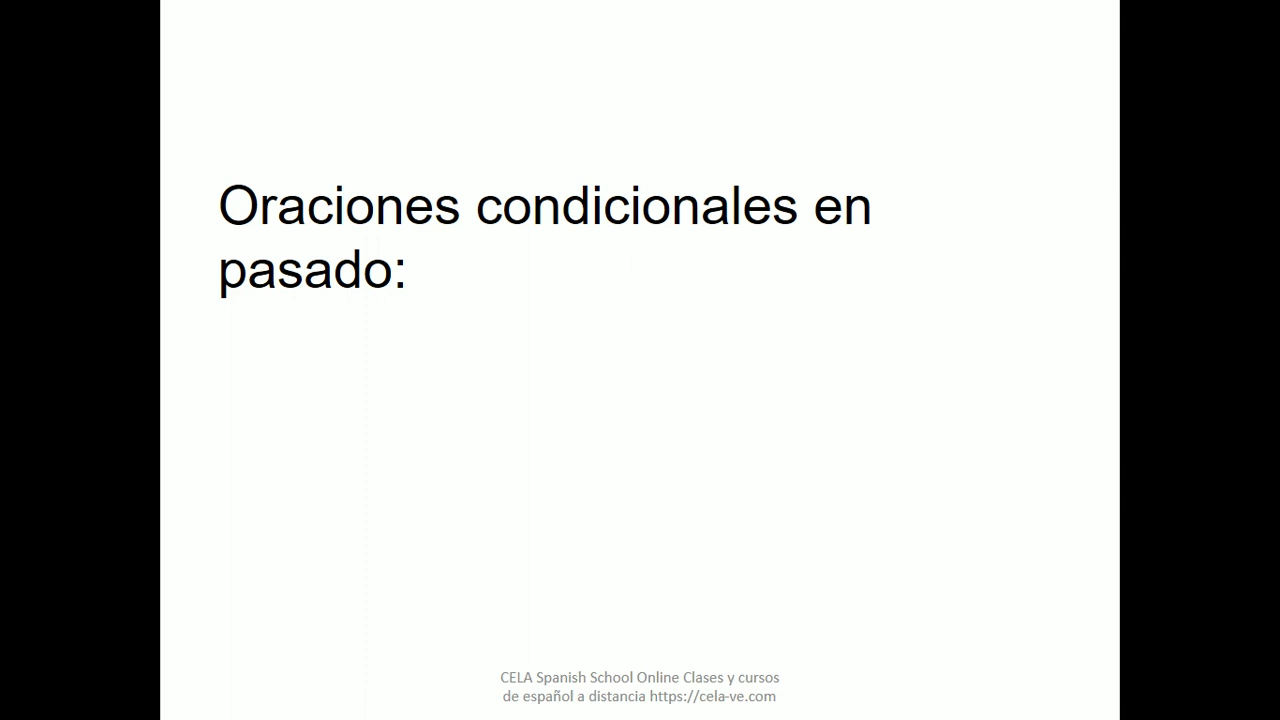 Oraciones condicionales en
pasado:
CELA Spanish School Online Clases y cursos
de español a distancia https://cela-ve.com